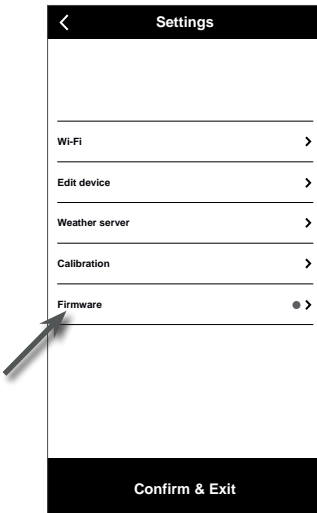 Settings
Wi-Fi
Edit device
Weather server
Calibration
Firmware
Confirm & Exit